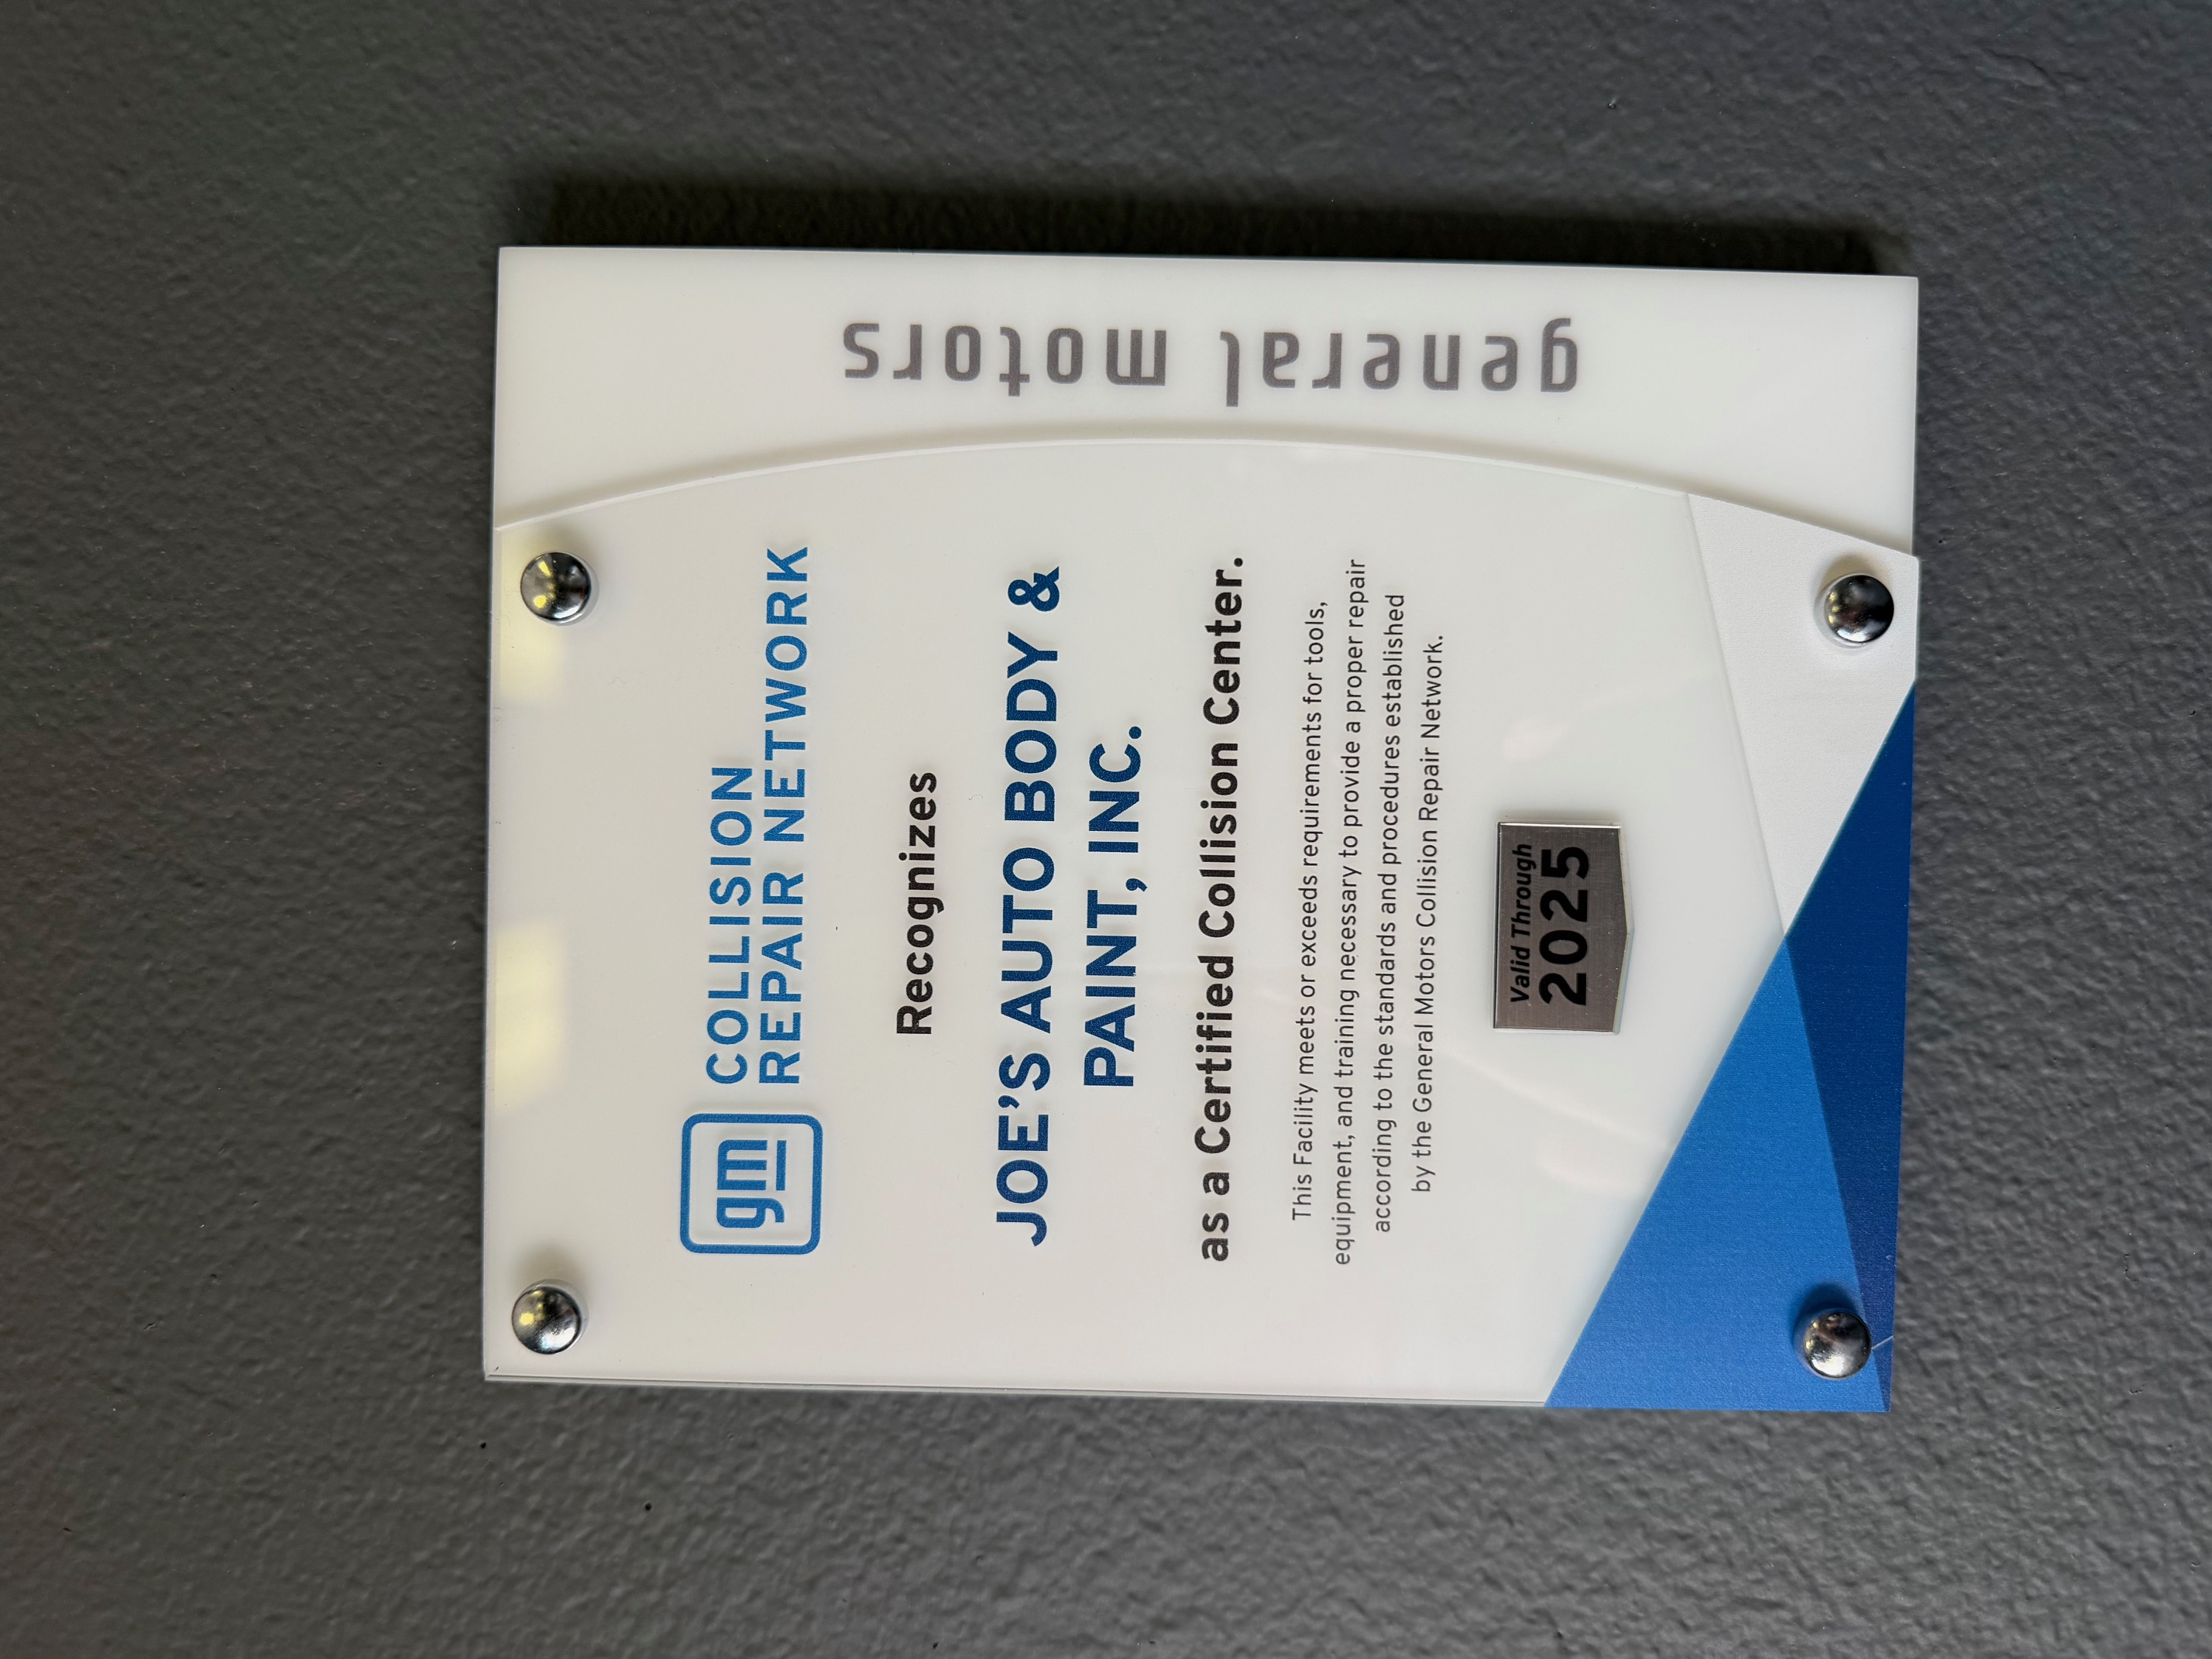 gm
COLLISION
REPAIR NETWORK
Recognizes
JOE'S AUTO BODY &
PAINT, INC.
as a Certified Collision Center.
This Facility meets or exceeds requirements for tools,
equipment, and training necessary to provide a proper repair
according to the standards and procedures established
by the General Motors Collision Repair Network.
Valid Through
2025
general motors